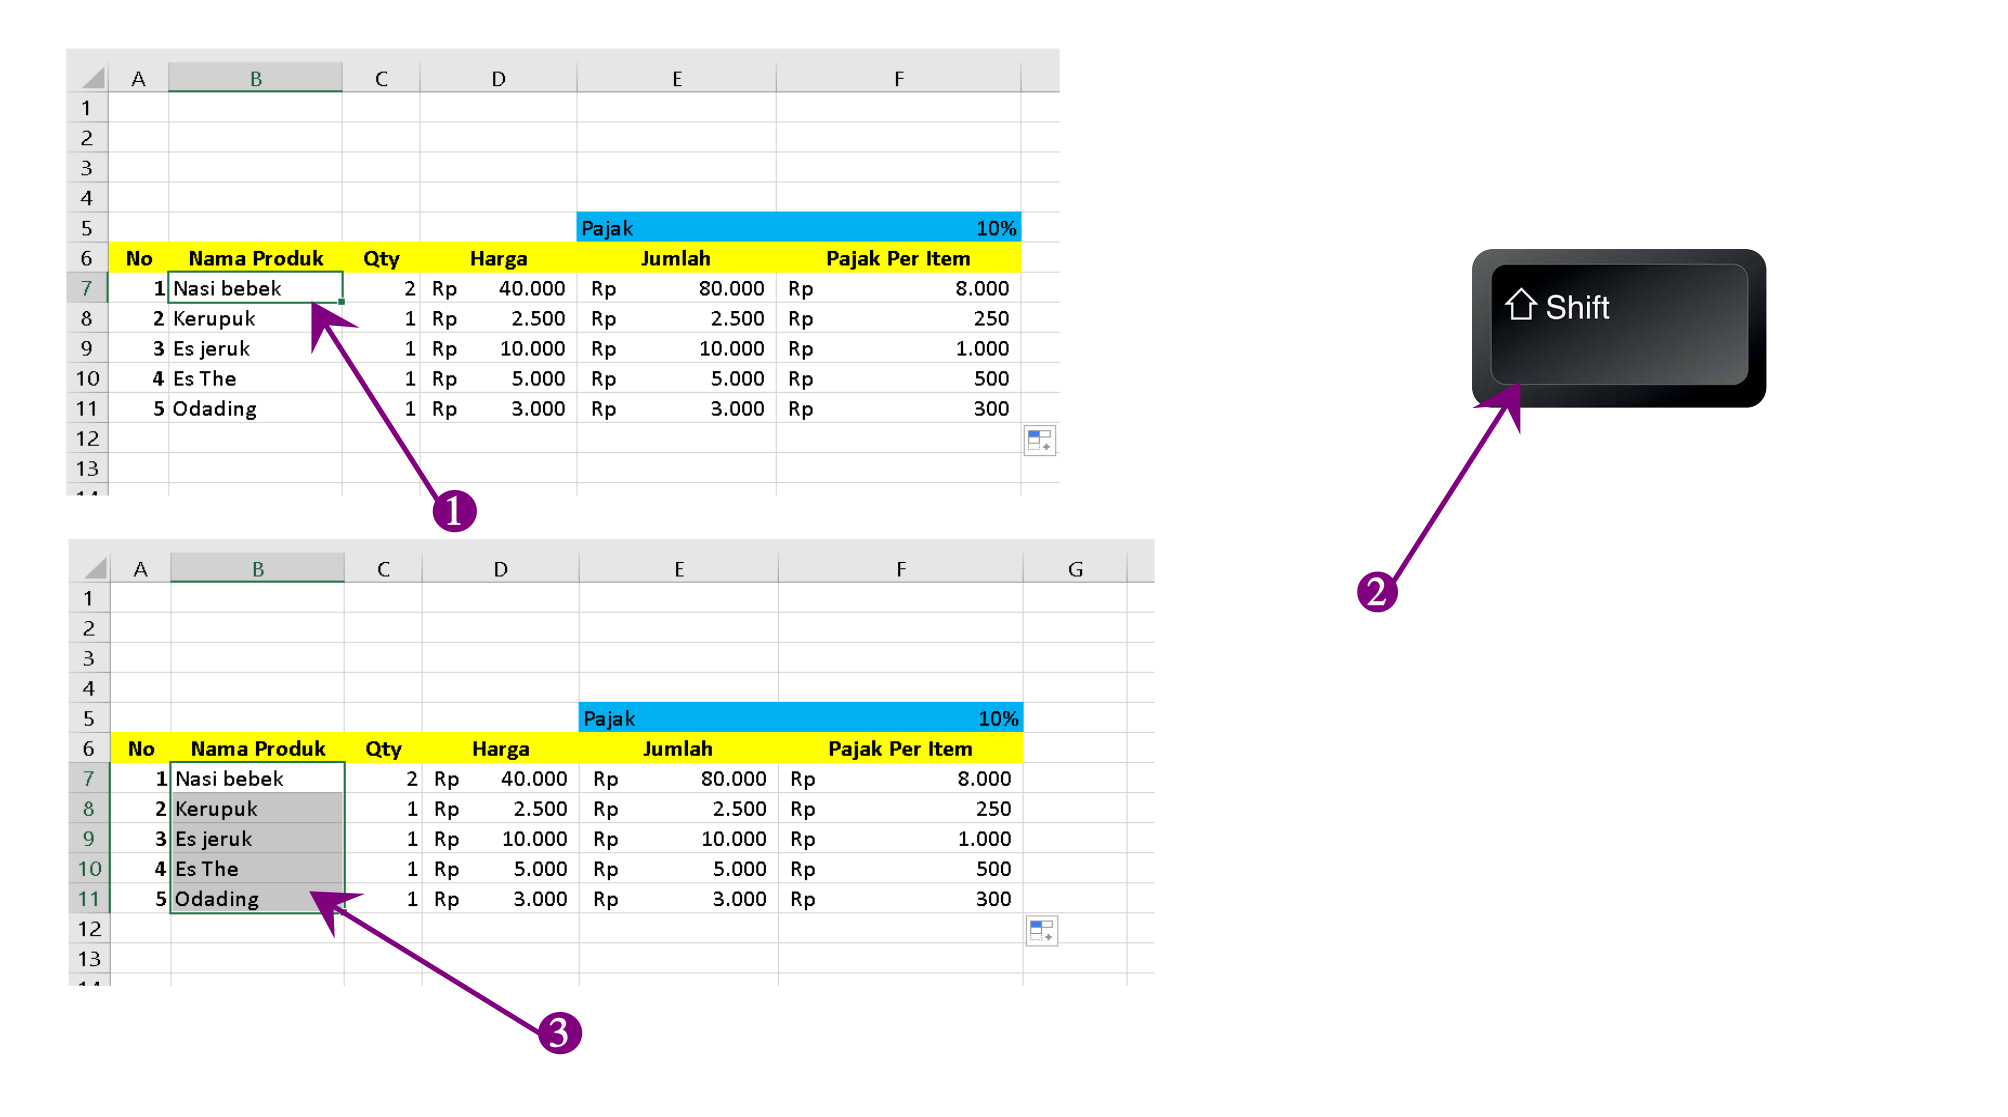 A B C D E F
1
2
3
4
5 Pajak 10%
6 No Nama Produk Qty Harga Jumlah Pajak Per Item
7 1 Nasi bebek 2 Rp 40.000 Rp 80.000 Rp 8.000
8 2 Kerupuk 1 Rp 2.500 Rp 2.500 Rp 250
9 3 Es jeruk 1 Rp 10.000 Rp 10.000 Rp 1.000
10 4 Es The 1 Rp 5.000 Rp 5.000 Rp 500
11 5 Odading 1 Rp 3.000 Rp 3.000 Rp 300
12
13
1
Shift
2
A B C D E F G
1
2
3
4
5 Pajak 10%
6 No Nama Produk Qty Harga Jumlah Pajak Per Item
7 1 Nasi bebek 2 Rp 40.000 Rp 80.000 Rp 8.000
8 2 Kerupuk 1 Rp 2.500 Rp 2.500 Rp 250
9 3 Es jeruk 1 Rp 10.000 Rp 10.000 Rp 1.000
10 4 Es The 1 Rp 5.000 Rp 5.000 Rp 500
11 5 Odading 1 Rp 3.000 Rp 3.000 Rp 300
12
13
3